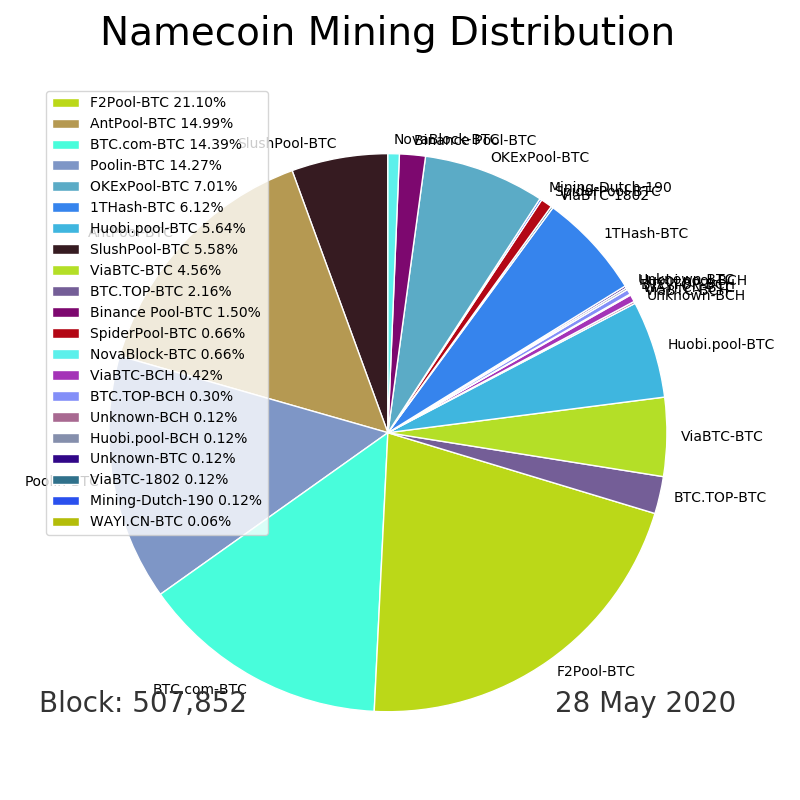 Namecoin Mining Distribution
F2Pool-BTC 21.10%
AntPool-BTC 14.99%
BTC.com-BTC 14.39%
Poolin-BTC 14.27%
OKExPool-BTC 7.01%
1THash-BTC 6.12%
Huobi.pool-BTC 5.64%
SlushPool-BTC 5.58%
ViaBTC-BTC 4.56%
BTC.TOP-BTC 2.16%
Binance Pool-BTC 1.50%
SpiderPool-BTC 0.66%
NovaBlock-BTC 0.66%
ViaBTC-BCH 0.42%
BTC.TOP-BCH 0.30%
Unknown-BCH 0.12%
Huobi.pool-BCH 0.12%
Unknown-BTC 0.12%
ViaBTC-1802 0.12%
Mining-Dutch-190 0.12%
WAYI.CN-BTC 0.06%
SlushPool-BTC
NovaBlock-BTC
Binance Pool-BTC
OKExPool-BTC
Mining-Dutch-190
SpiderPool-BTC
ViaBTC-1802
1THash-BTC
Unknown-BTC
Unknown-BCH
Huobi.pool-BTC
ViaBTC-BTC
BTC.TOP-BTC
F2Pool-BTC
BTC.com-BTC
Block: 507,852
28 May 2020